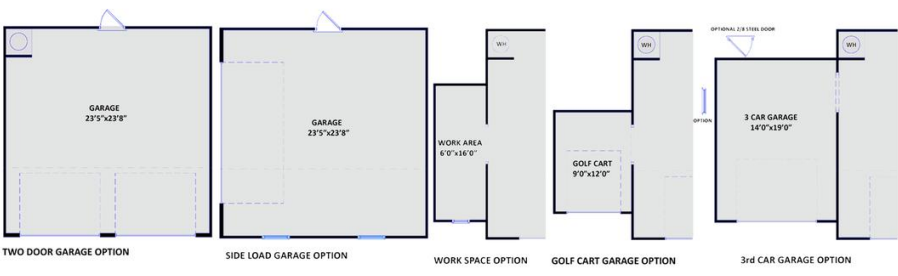 GARAGE
23'5"x23'8"
TWO DOOR GARAGE OPTION
GARAGE
23'5"x23'8"
SIDE LOAD GARAGE OPTION
WH
WORK AREA
6'0"x16'0"
WORK SPACE OPTION
WH
GOLF CART
9'0"x12'0"
GOLF CART GARAGE OPTION
OPTIONAL 2/8 STEEL DOOR
OPTION
WH
3 CAR GARAGE
14'0"x19'0"
3rd CAR GARAGE OPTION